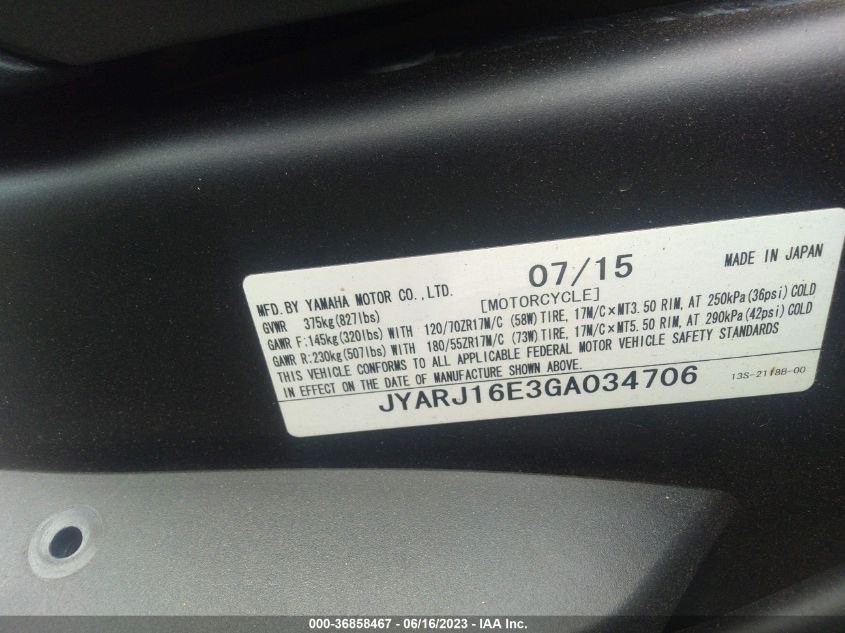 MFD. BY YAMAHA MOTOR CO. ,LTD. 07/15 MADE IN JAPAN
[MOTORCYCLE]
GVWR 375kg(827lbs)
GAWR F:145kg(320lbs)WITH 120/70ZR17M/C (58W)TIRE, 17M/C×MT3.50 RIM, AT 250kPa(36psi)COLD
GAWR R:230kg(507lbs)WITH 180/55ZR17M/C (73W)TIRE, 17M/C×MT5.50 RIM, AT 290kPa(42psi)COLD
THIS VEHICLE CONFORMS TO ALL APPLICABLE FEDERAL MOTOR VEHICLE SAFETY STANDARDS
IN EFFECT ON THE DATE OF MANUFACTURE SHOWN ABOVE.
JYARJ16E3GA034706 13S-2118B-00
000-36858467 - 06/16/2023 - IAA Inc.